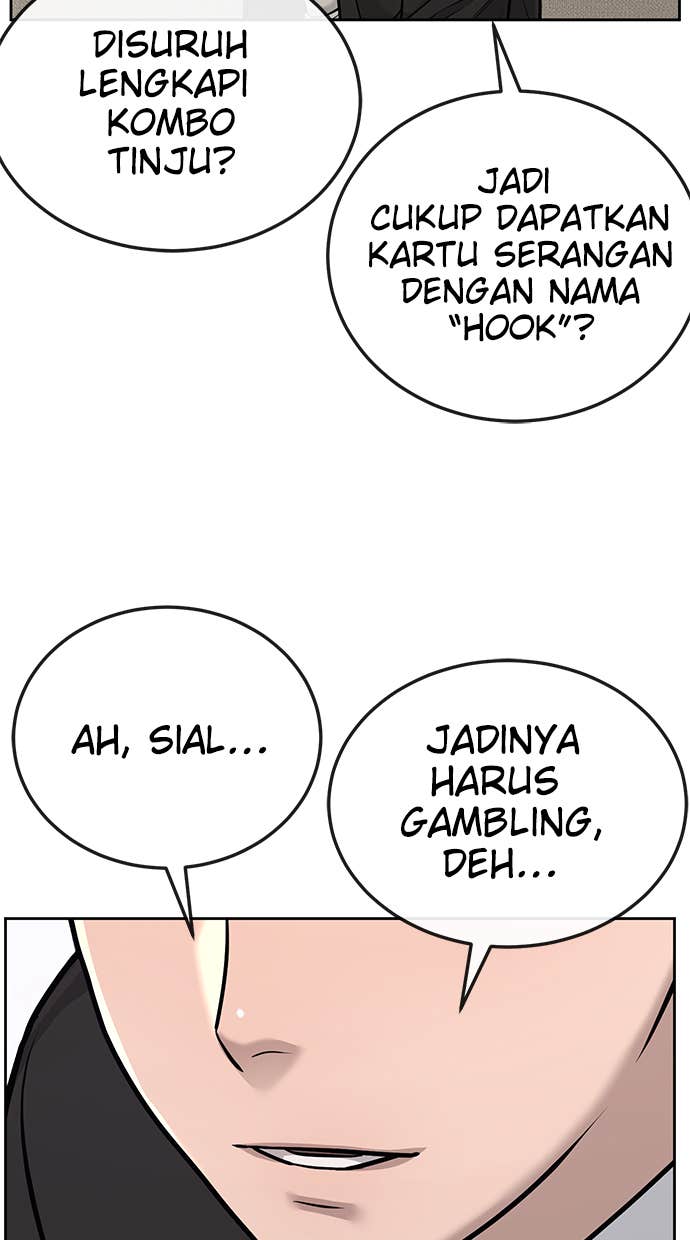 DISURUH
LENGKAPI
KOMBO
TINJU?
JADI
CUKUP DAPATKAN
KARTU SERANGAN
DENGAN NAMA
"HOOK"?
AH, SIAL...
JADINYA
HARUS
GAMBLING,
DEH...